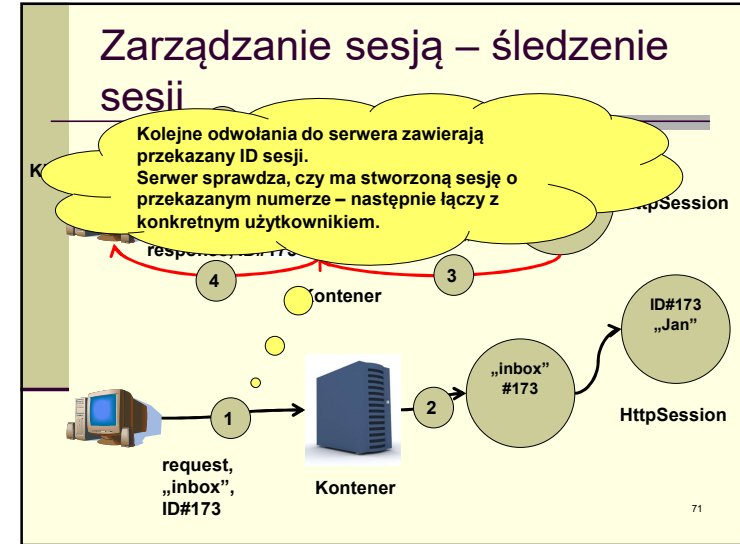 Zarządzanie sesją – śledzenie
sesji
Kolejne odwołania do serwera zawierają
przekazany ID sesji.
Serwer sprawdza, czy ma stworzoną sesję o
przekazanym numerze – następnie łączy z
konkretnym użytkownikiem.
4
3
Kontener
ID#173
„Jan”
„inbox”
#173
1
2
HttpSession
request,
„inbox”,
ID#173
Kontener
71